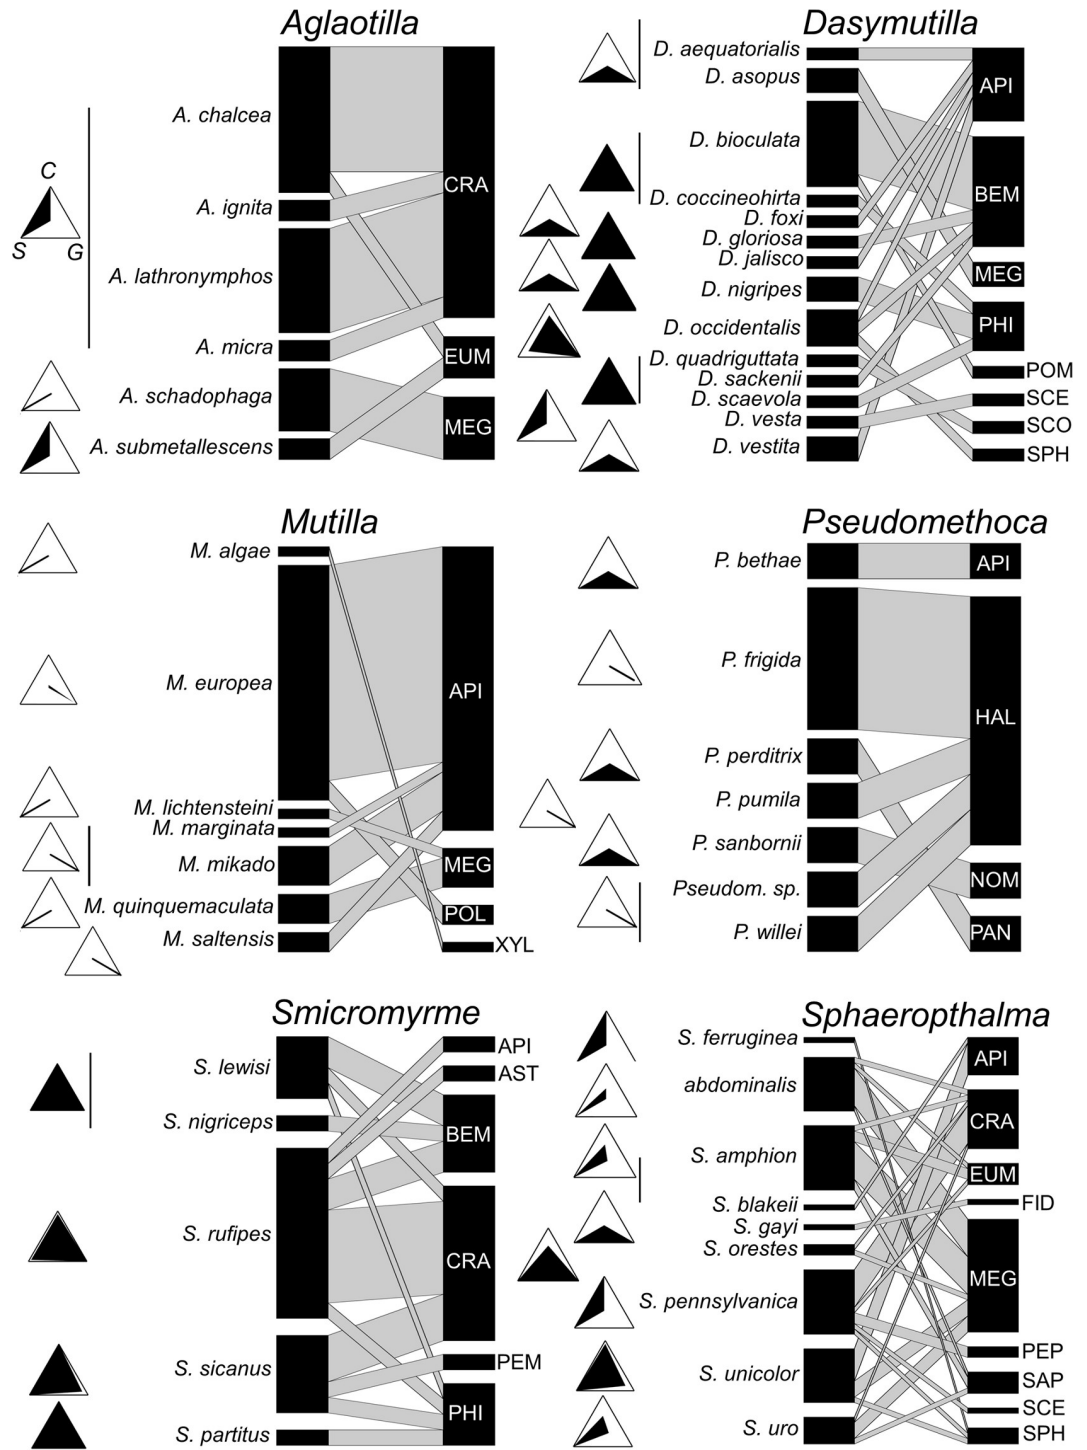 Aglaotilla
A. chalcea
A. ignita
A. lathronymphos
A. micra
A. schadophaga
A. submetallescens
CRA
EUM
MEG
C
S
G
Dasymutilla
D. aequatorialis
D. asopus
D. bioculata
D. coccineohirta
D. foxi
D. gloriosa
D. jalisco
D. nigripes
D. occidentalis
D. quadriguttata
D. sackenii
D. scaevola
D. vesta
D. vestita
API
BEM
MEG
PHI
POM
SCE
SCO
SPH
Mutilla
M. algae
M. europea
M. lichtensteini
M. marginata
M. mikado
M. quinquemaculata
M. saltensis
API
MEG
POL
XYL
Pseudomethoca
P. bethae
P. frigida
P. perditrix
P. pumila
P. sanbornii
Pseudom. sp.
P. willei
API
HAL
NOM
PAN
Smicromyrme
S. lewisi
S. nigriceps
S. rufipes
S. sicanus
S. partitus
API
AST
BEM
CRA
PEM
PHI
Sphaeropthalma
S. ferruginea
abdominalis
S. amphion
S. blakeii
S. gayi
S. orestes
S. pennsylvanica
S. unicolor
S. uro
API
CRA
EUM
FID
MEG
PEP
SAP
SCE
SPH